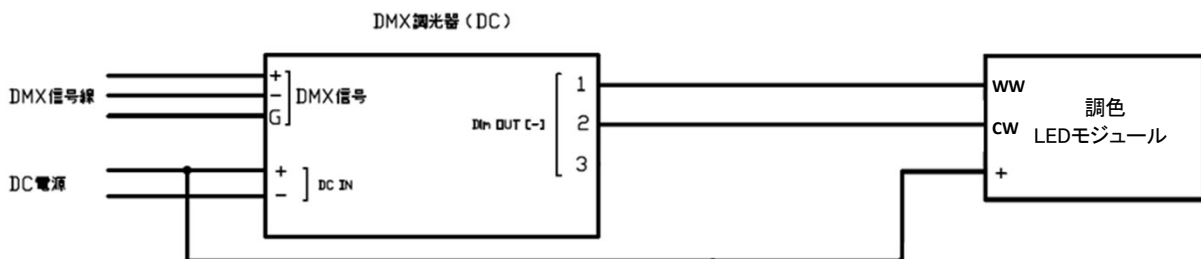 DMX調光器（DC）
DMX信号線
+
−
G
DMX信号
DC電源
+
−
DC IN
Dim OUT [-]
1
2
3
WW
CW
+
調色
LEDモジュール